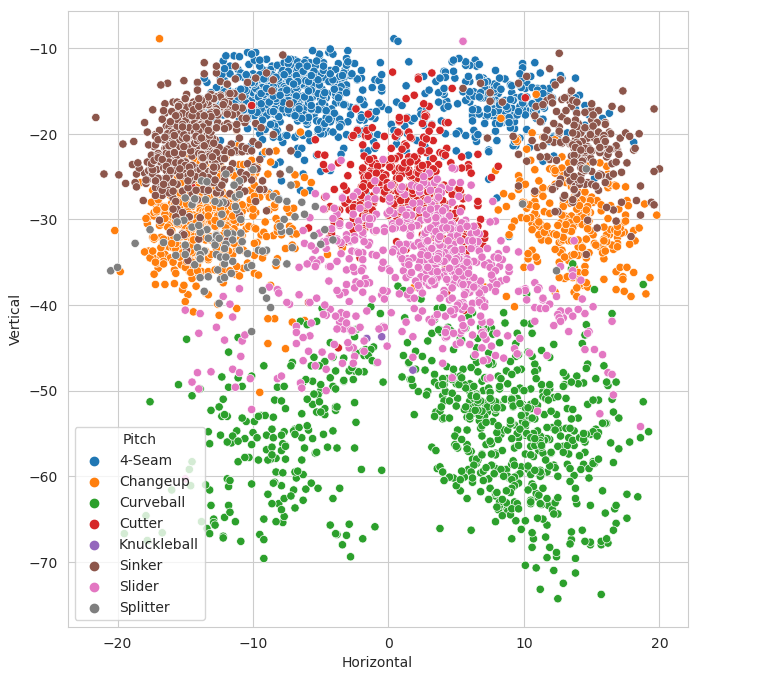 −10
−20
−30
−40
−50
−60
−70
Vertical
Pitch
4-Seam
Changeup
Curveball
Cutter
Knuckleball
Sinker
Slider
Splitter
−20 −10 0 10 20
Horizontal